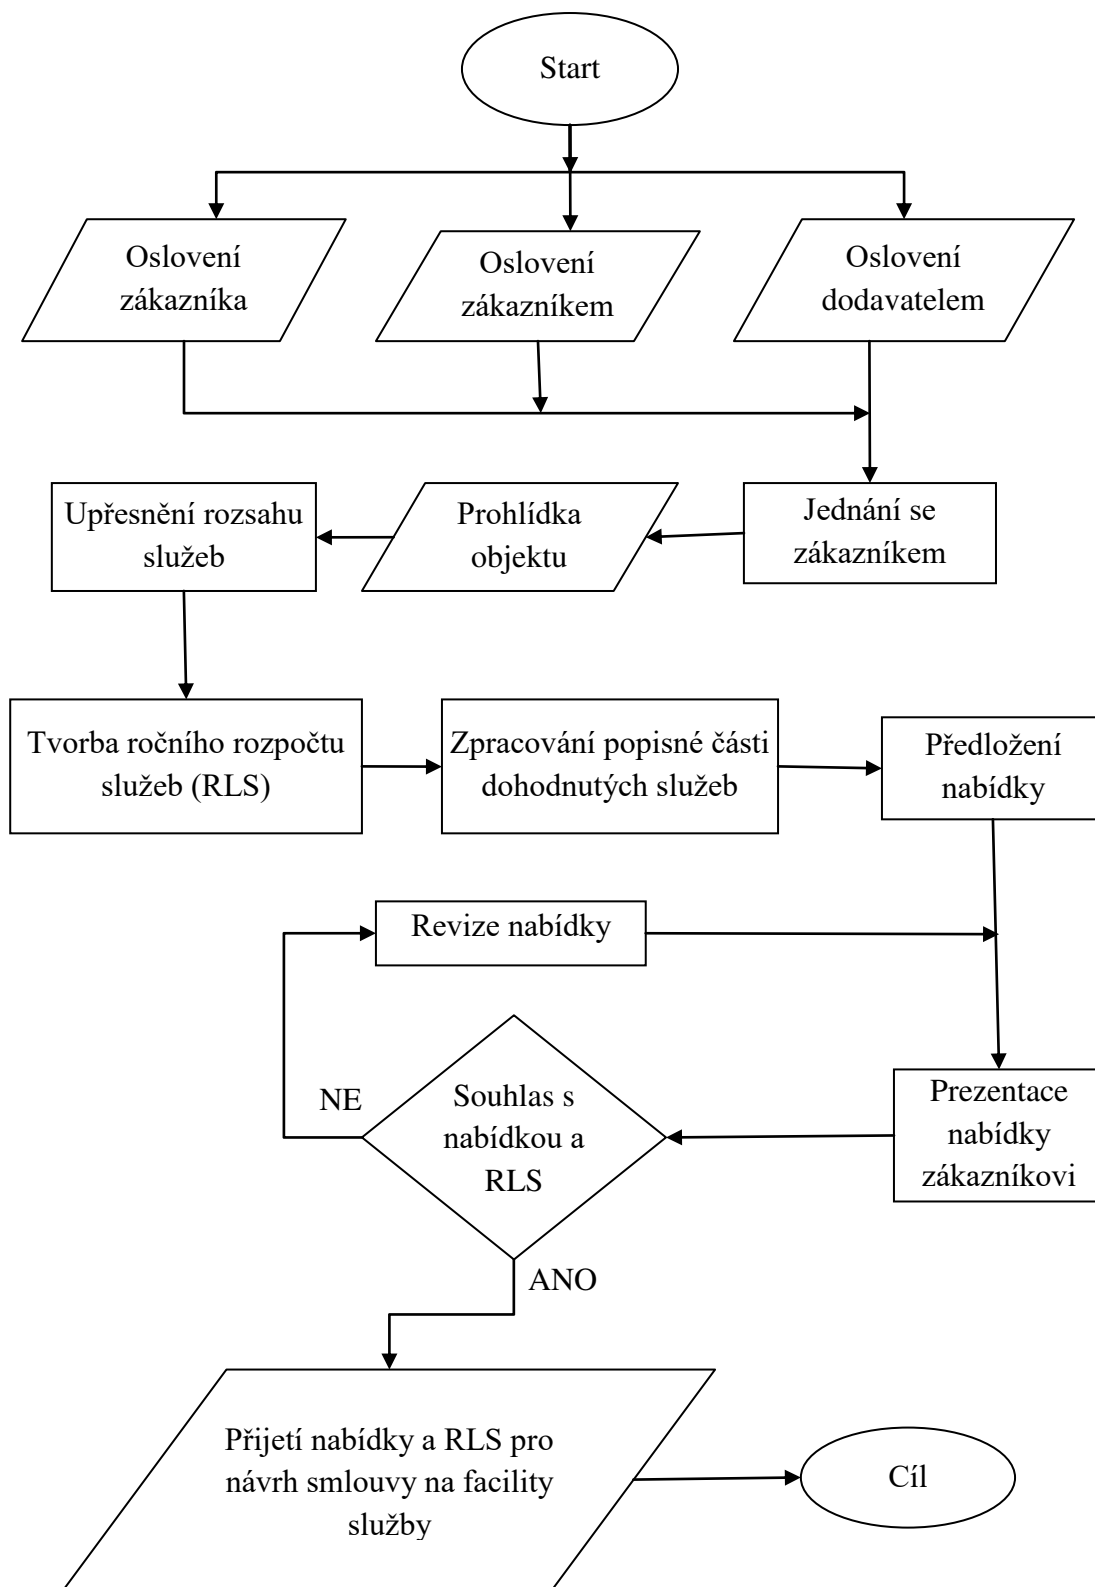 Start
Oslovení
zákazníka
Oslovení
zákazníkem
Oslovení
dodavatelem
Jednání se
zákazníkem
Prohlídka
objektu
Upřesnění rozsahu
služeb
Tvorba ročního rozpočtu
služeb (RLS)
Zpracování popisné části
dohodnutých služeb
Předložení
nabídky
Revize nabídky
Prezentace
nabídky
zákazníkovi
Souhlas s
nabídkou a
RLS
NE
ANO
Přijetí nabídky a RLS pro
návrh smlouvy na facility
služby
Cíl